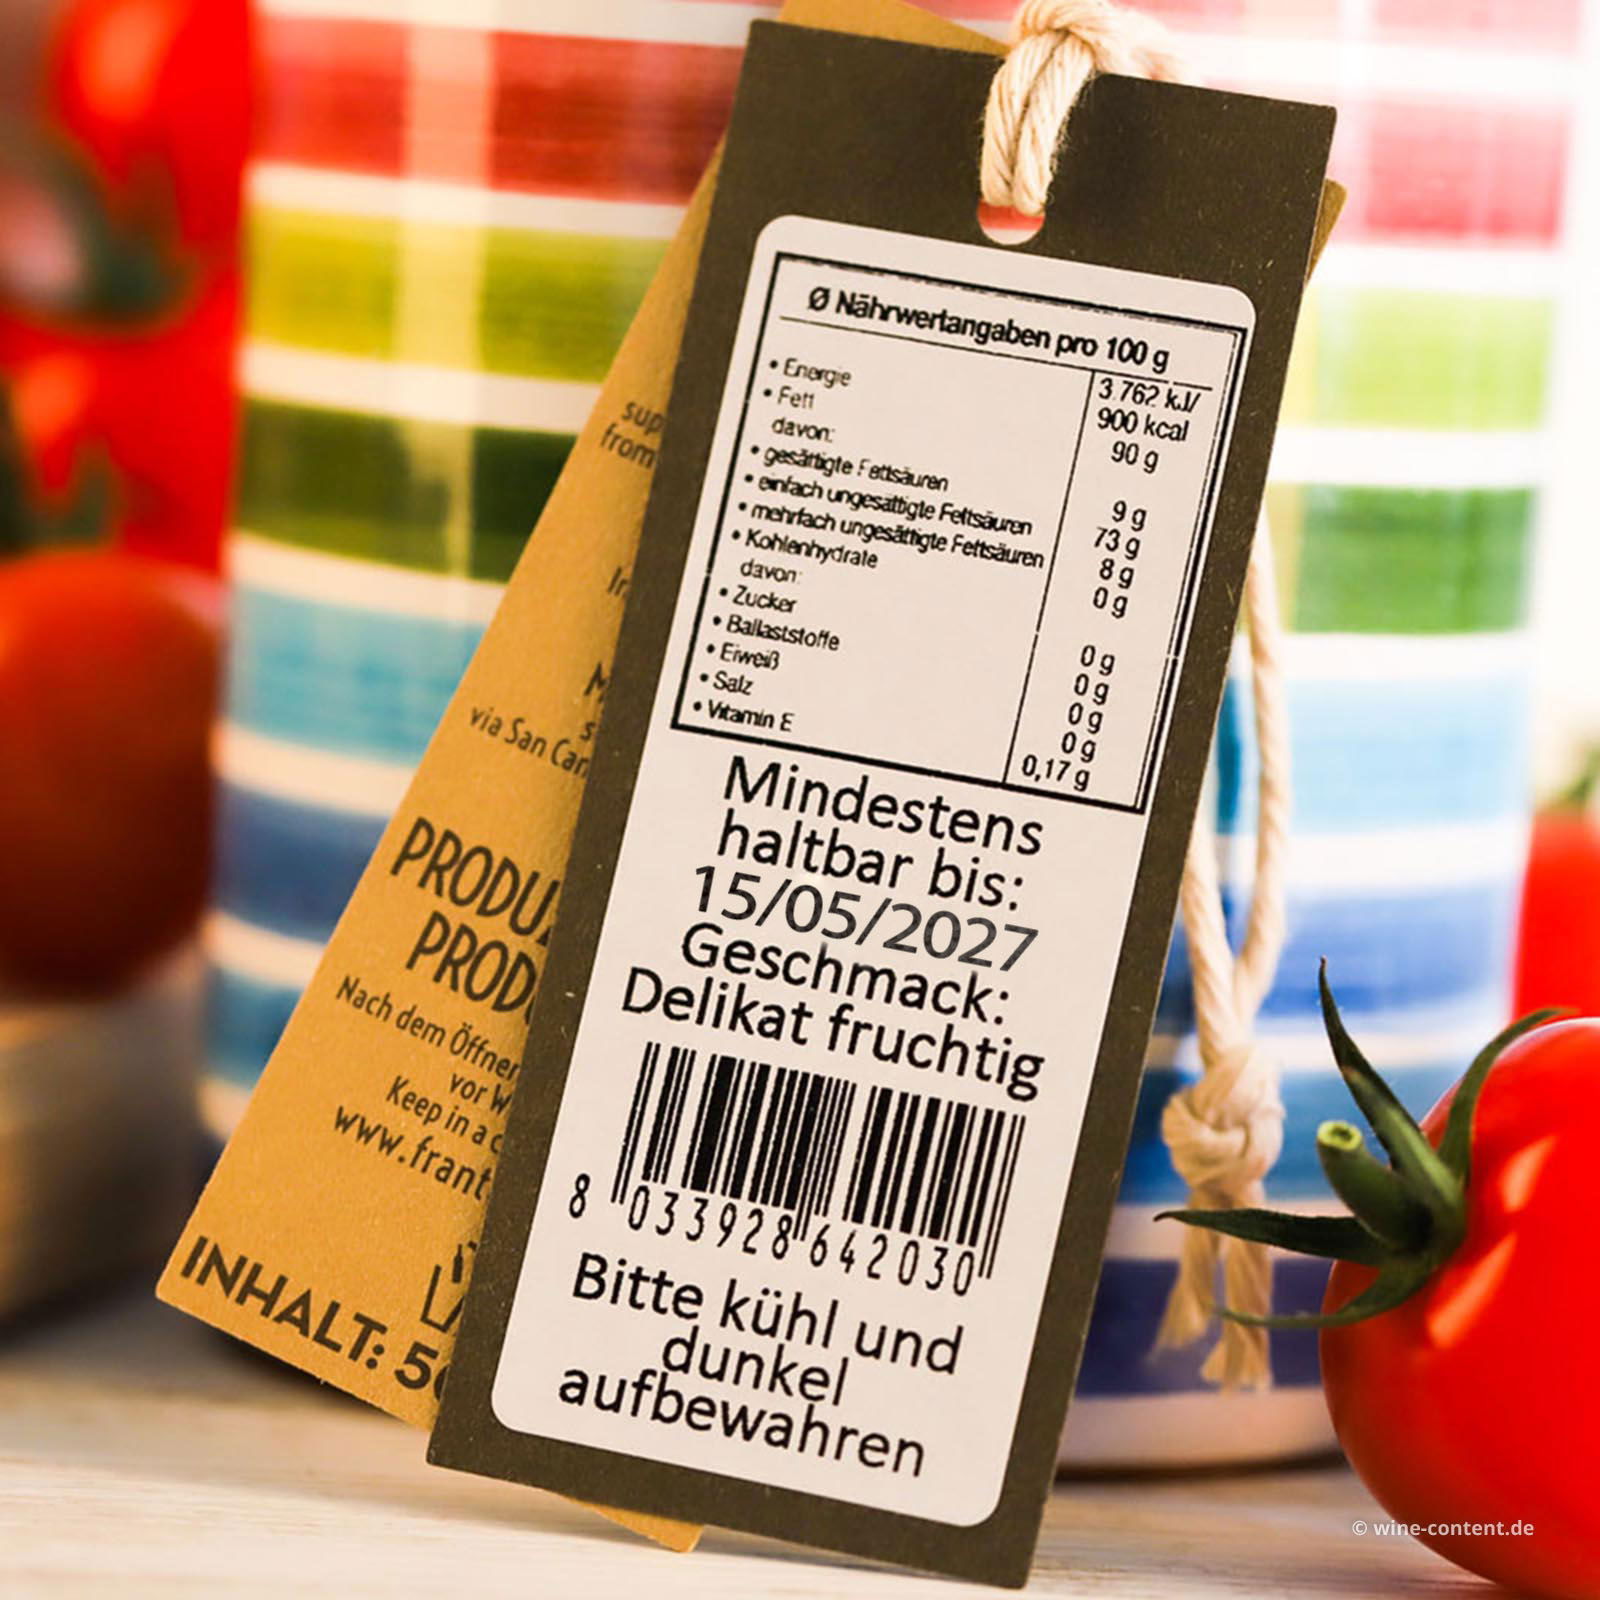 Ø Nährwertangaben pro 100 g
• Energie 3.762 kJ/
900 kcal
• Fett 90 g
davon:
• gesättigte Fettsäuren 9 g
• einfach ungesättigte Fettsäuren 73 g
• mehrfach ungesättigte Fettsäuren 8 g
• Kohlenhydrate 0 g
davon:
• Zucker 0 g
• Ballaststoffe 0 g
• Eiweiß 0 g
• Salz 0 g
• Vitamin E 0,17 g
Mindestens
haltbar bis:
15/05/2027
Geschmack:
Delikat fruchtig
8 033928 642030
Bitte kühl und
dunkel
aufbewahren
from
via San
Nach dem
vor
Keep in a
INHALT:
© wine-content.de